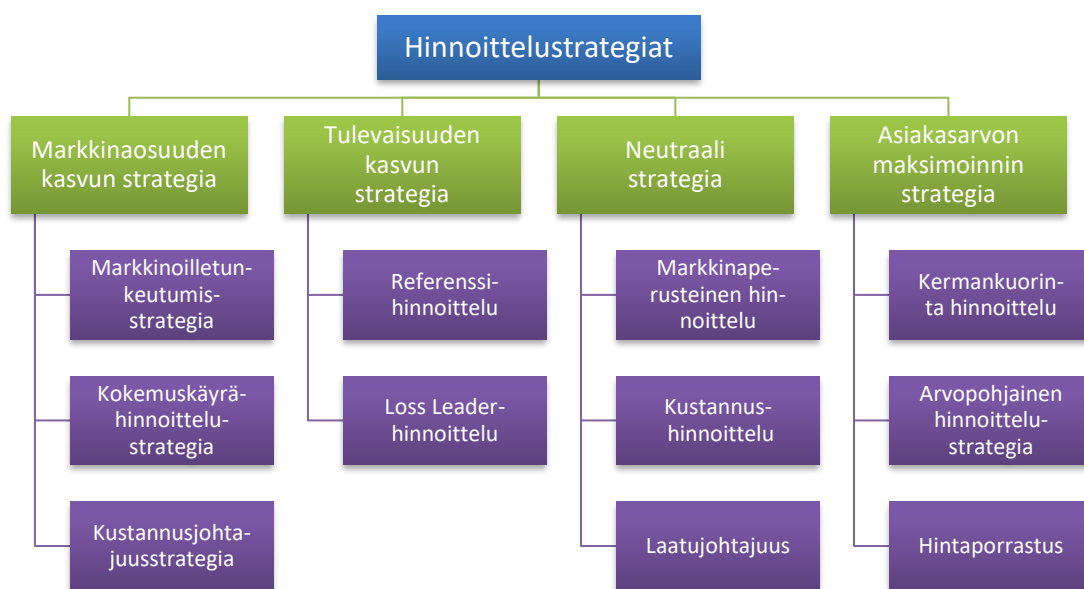 Hinnoittelustrategiat
Markkinaosuuden
kasvun strategia
Tulevaisuuden
kasvun
strategia
Neutraali
strategia
Asiakasarvon
maksimoinnin
strategia
Markkinoilletun-
keutumis-
strategia
Referenssi-
hinnoittelu
Markkinape-
rusteinen hin-
noittelu
Kermankuorin-
ta hinnoittelu
Kokemuskäyrä-
hinnoittelu-
strategia
Loss Leader-
hinnoittelu
Kustannus-
hinnoittelu
Arvopohjainen
hinnoittelu-
strategia
Kustannusjohta-
juusstrategia
Laatujohtajuus
Hintaporrastus